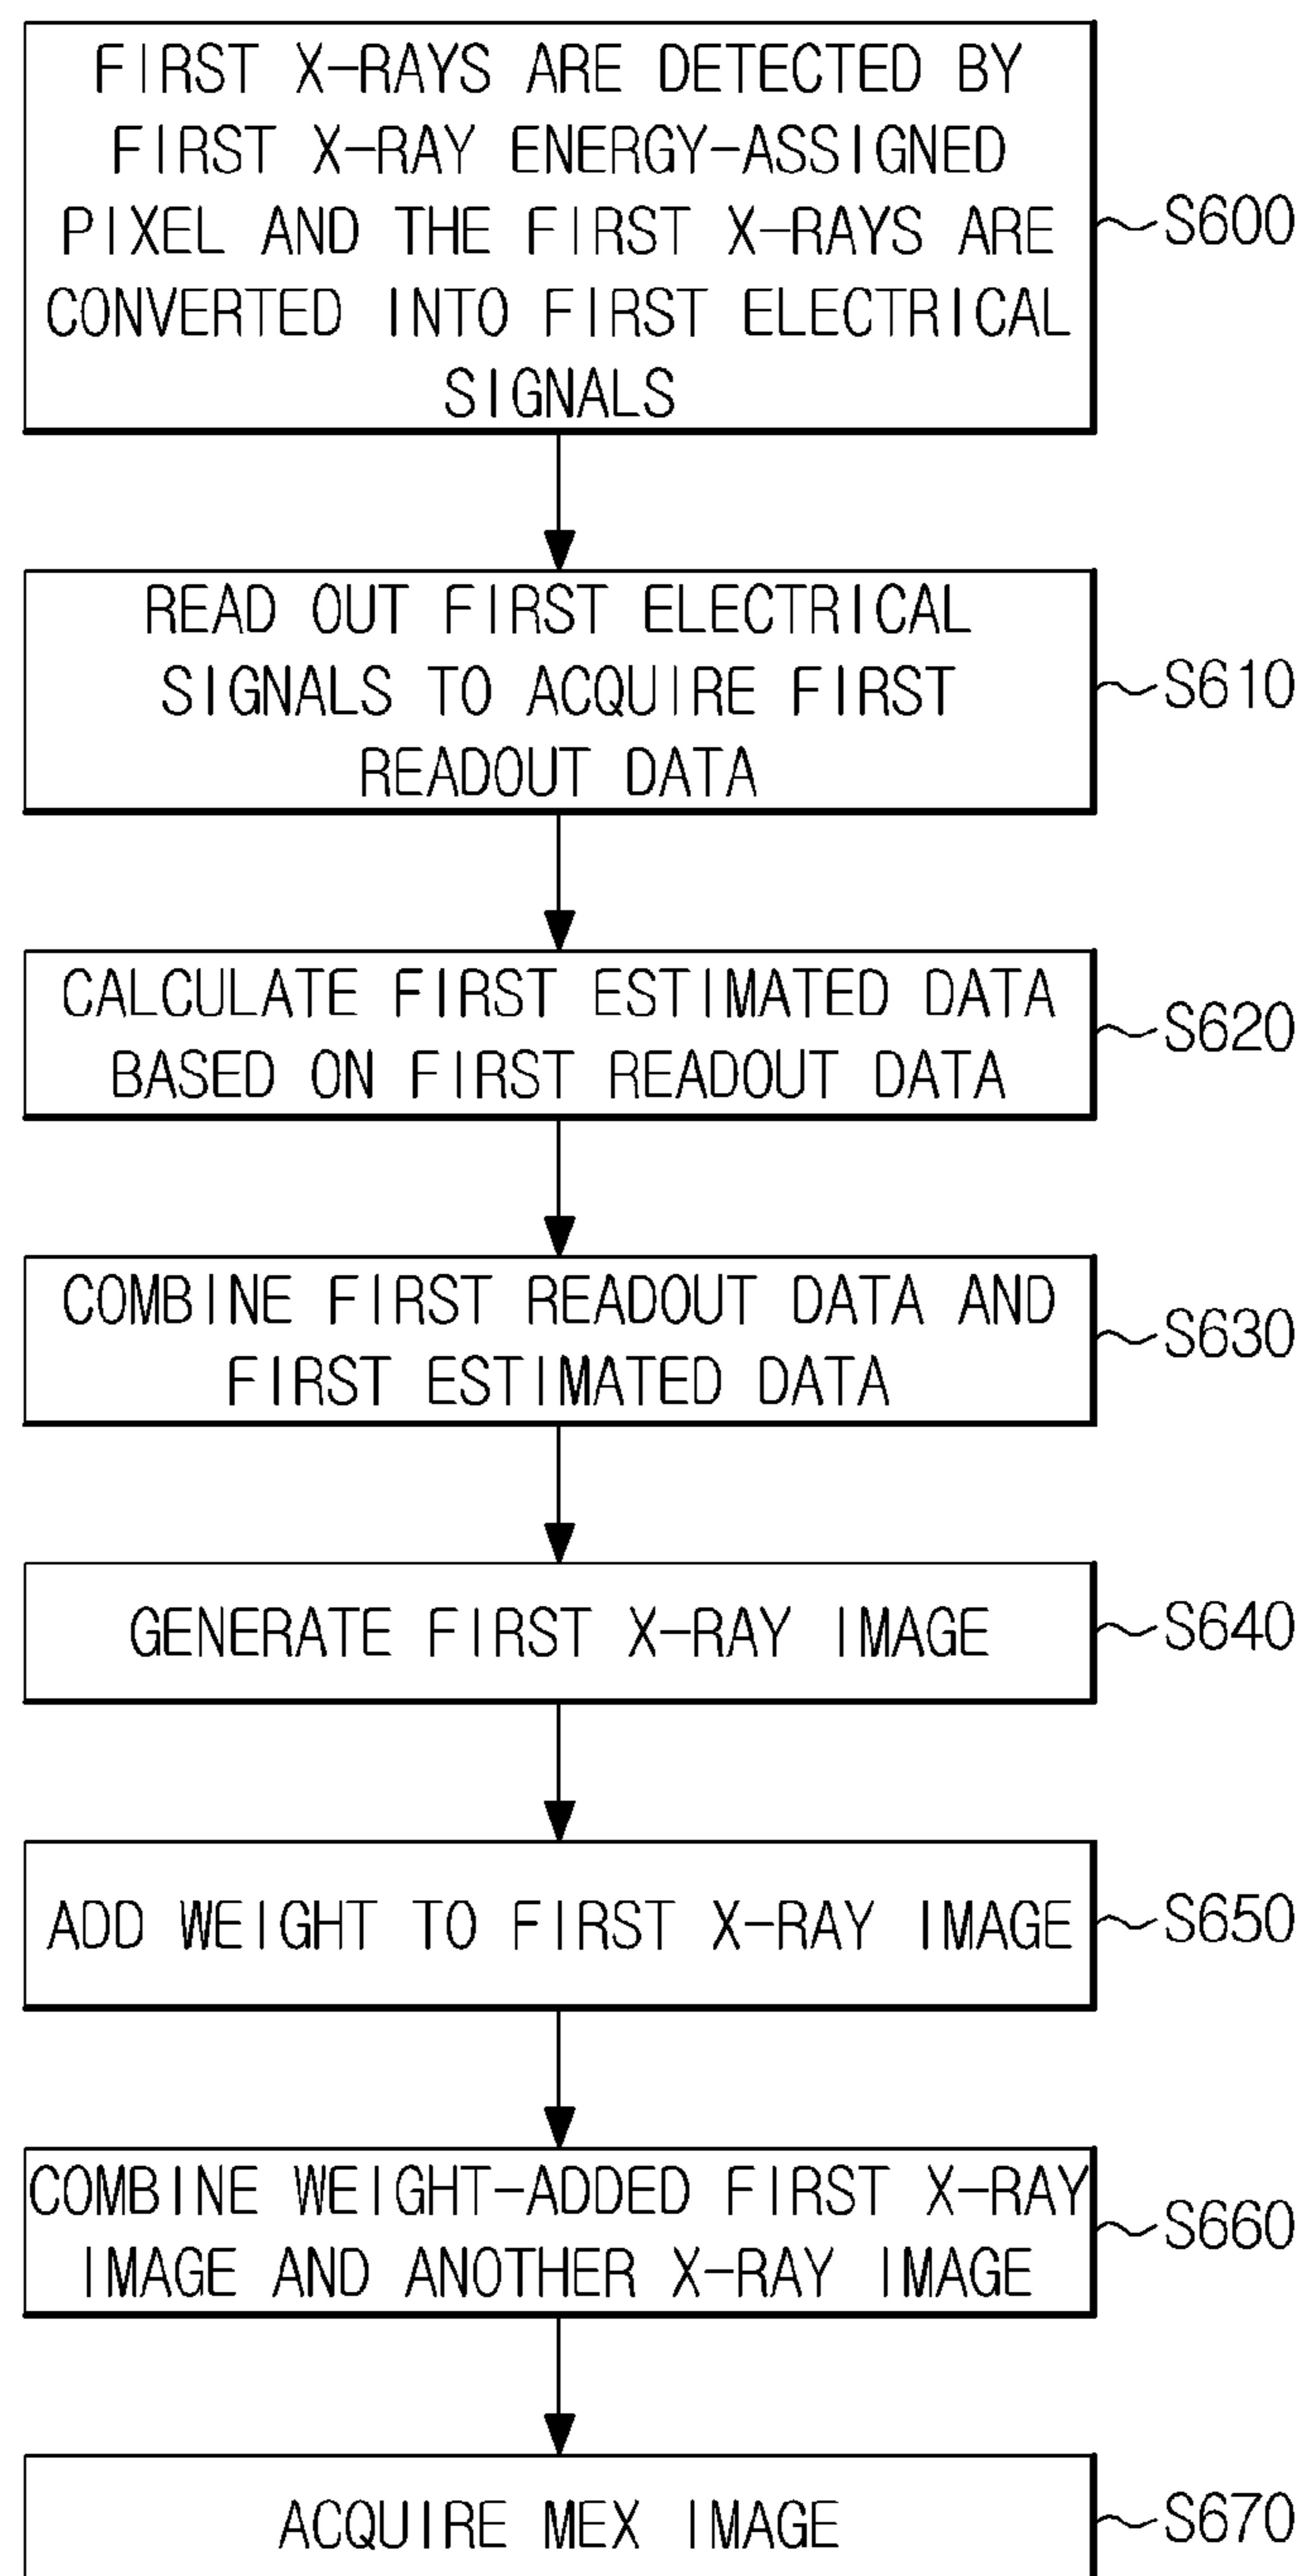 FIRST X-RAYS ARE DETECTED BY
FIRST X-RAY ENERGY-ASSIGNED
PIXEL AND THE FIRST X-RAYS ARE
CONVERTED INTO FIRST ELECTRICAL
SIGNALS
S600
READ OUT FIRST ELECTRICAL
SIGNALS TO ACQUIRE FIRST
READOUT DATA
S610
CALCULATE FIRST ESTIMATED DATA
BASED ON FIRST READOUT DATA
S620
COMBINE FIRST READOUT DATA AND
FIRST ESTIMATED DATA
S630
GENERATE FIRST X-RAY IMAGE
S640
ADD WEIGHT TO FIRST X-RAY IMAGE
S650
COMBINE WEIGHT-ADDED FIRST X-RAY
IMAGE AND ANOTHER X-RAY IMAGE
S660
ACQUIRE MEX IMAGE
S670